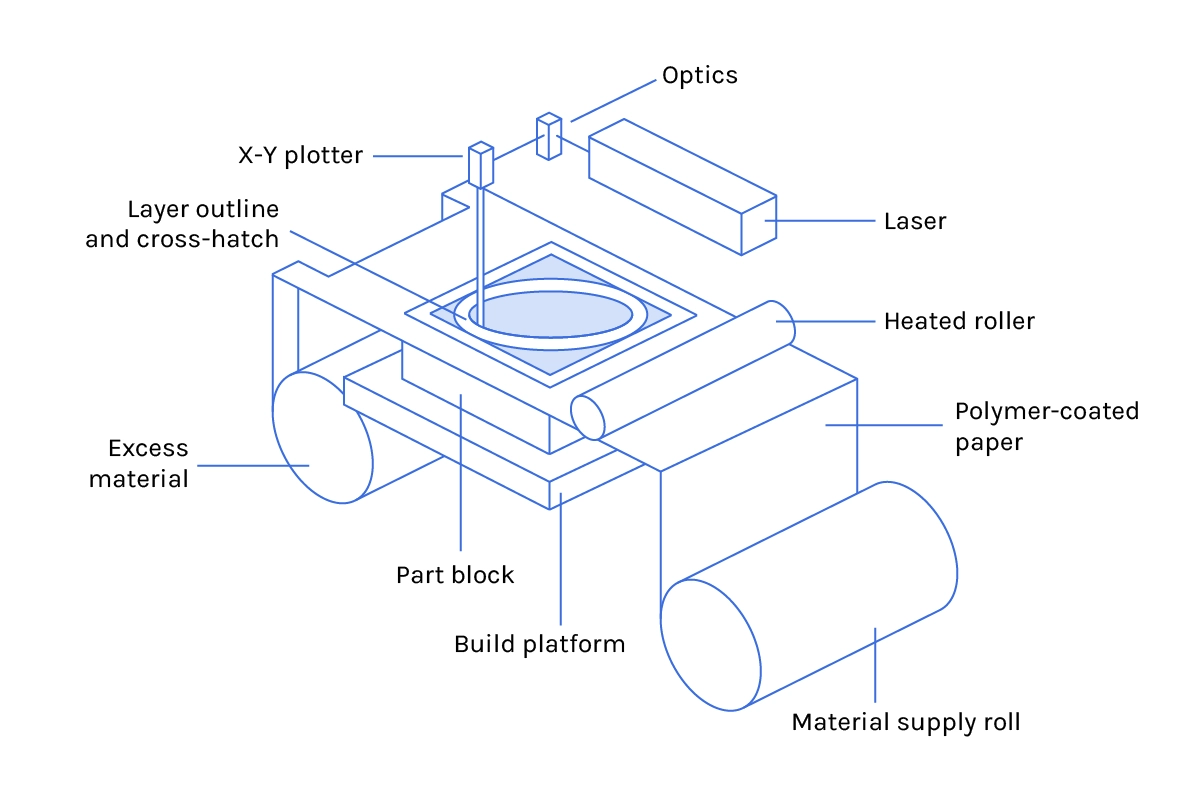 Optics
X-Y plotter
Layer outline
and cross-hatch
Laser
Heated roller
Polymer-coated
paper
Excess
material
Part block
Build platform
Material supply roll